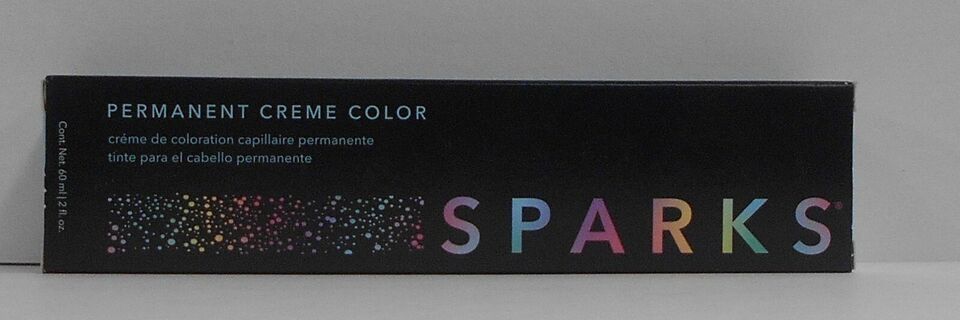 PERMANENT CREME COLOR
créme de coloration capillaire permanente
tinte para el cabello permanente
Cont. Net. 60 ml | 2 fl. oz.
SPARKS®